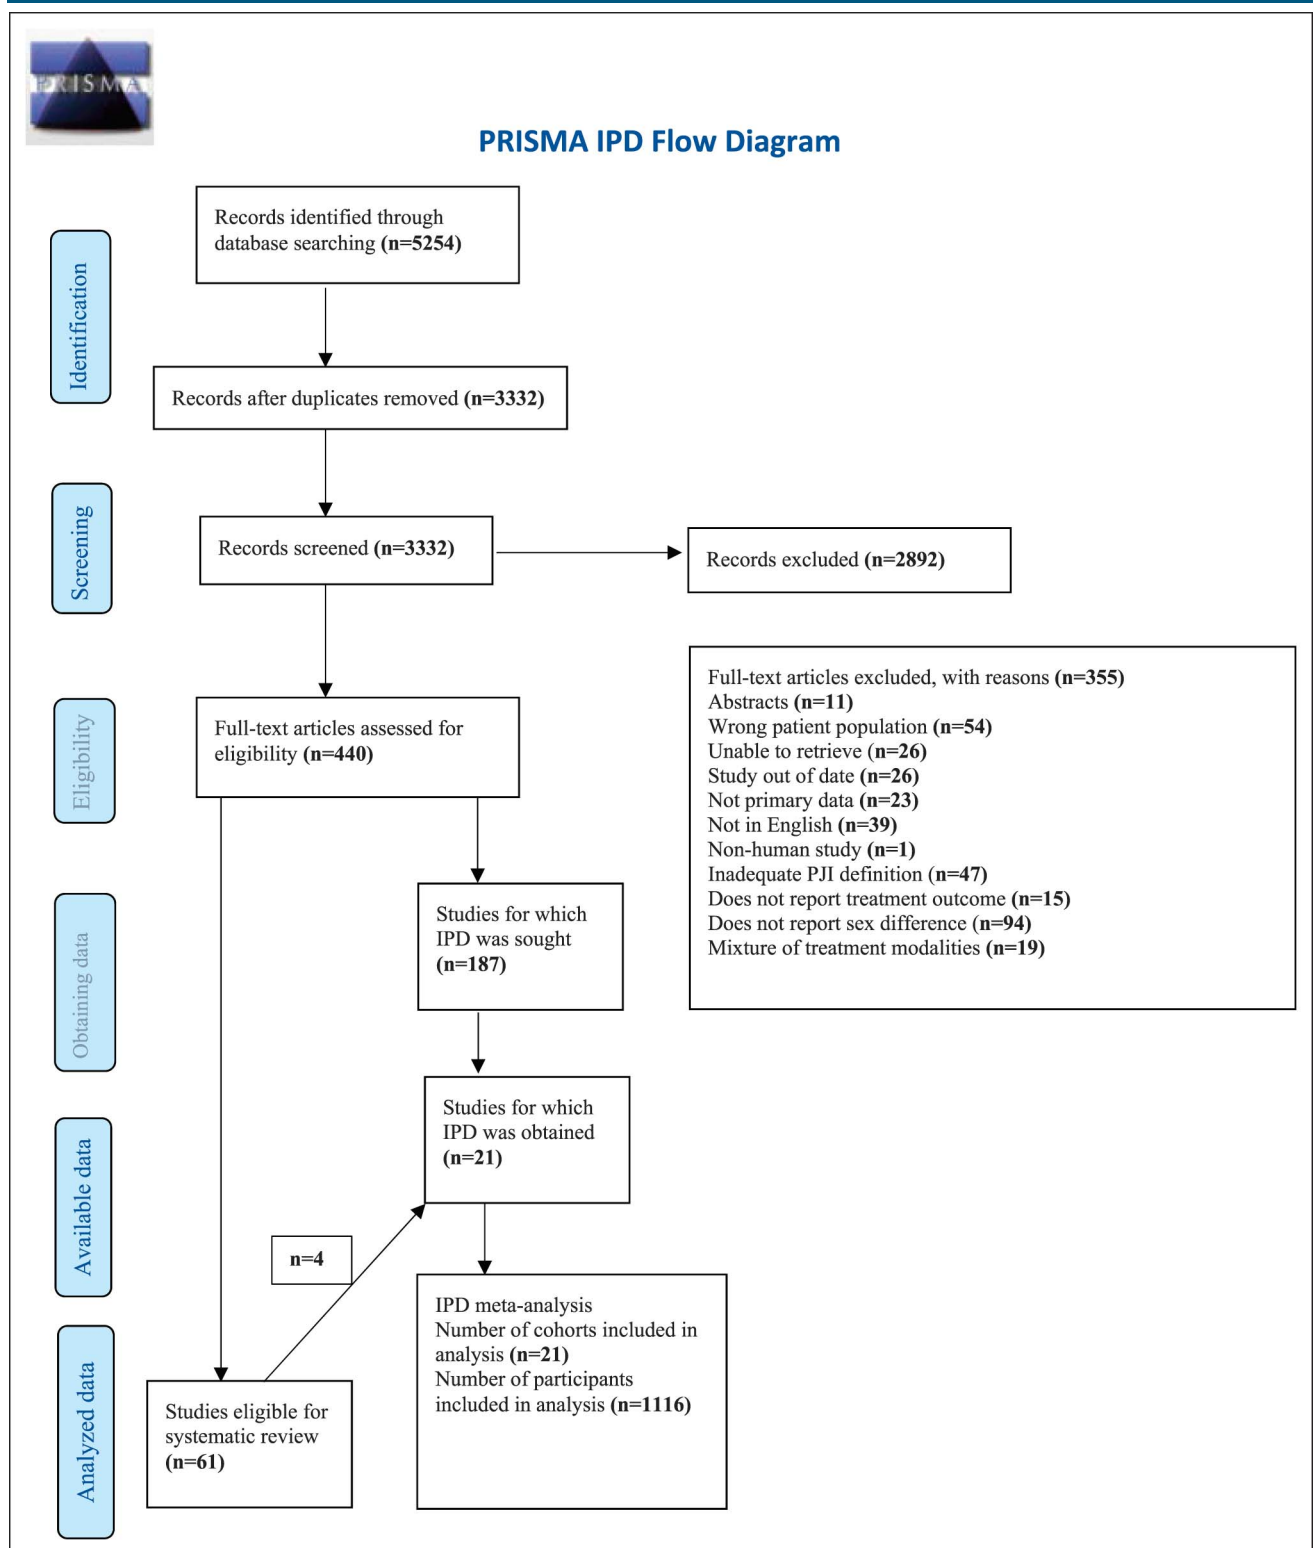 PRISMA
PRISMA IPD Flow Diagram
Identification
Records identified through
database searching (n=5254)
Records after duplicates removed (n=3332)
Screening
Records screened (n=3332)
Records excluded (n=2892)
Eligibility
Full-text articles assessed for
eligibility (n=440)
Full-text articles excluded, with reasons (n=355)
Abstracts (n=11)
Wrong patient population (n=54)
Unable to retrieve (n=26)
Study out of date (n=26)
Not primary data (n=23)
Not in English (n=39)
Non-human study (n=1)
Inadequate PJI definition (n=47)
Does not report treatment outcome (n=15)
Does not report sex difference (n=94)
Mixture of treatment modalities (n=19)
Obtaining data
Studies for which
IPD was sought
(n=187)
Available data
Studies for which
IPD was obtained
(n=21)
n=4
Analyzed data
Studies eligible for
systematic review
(n=61)
IPD meta-analysis
Number of cohorts included in
analysis (n=21)
Number of participants
included in analysis (n=1116)